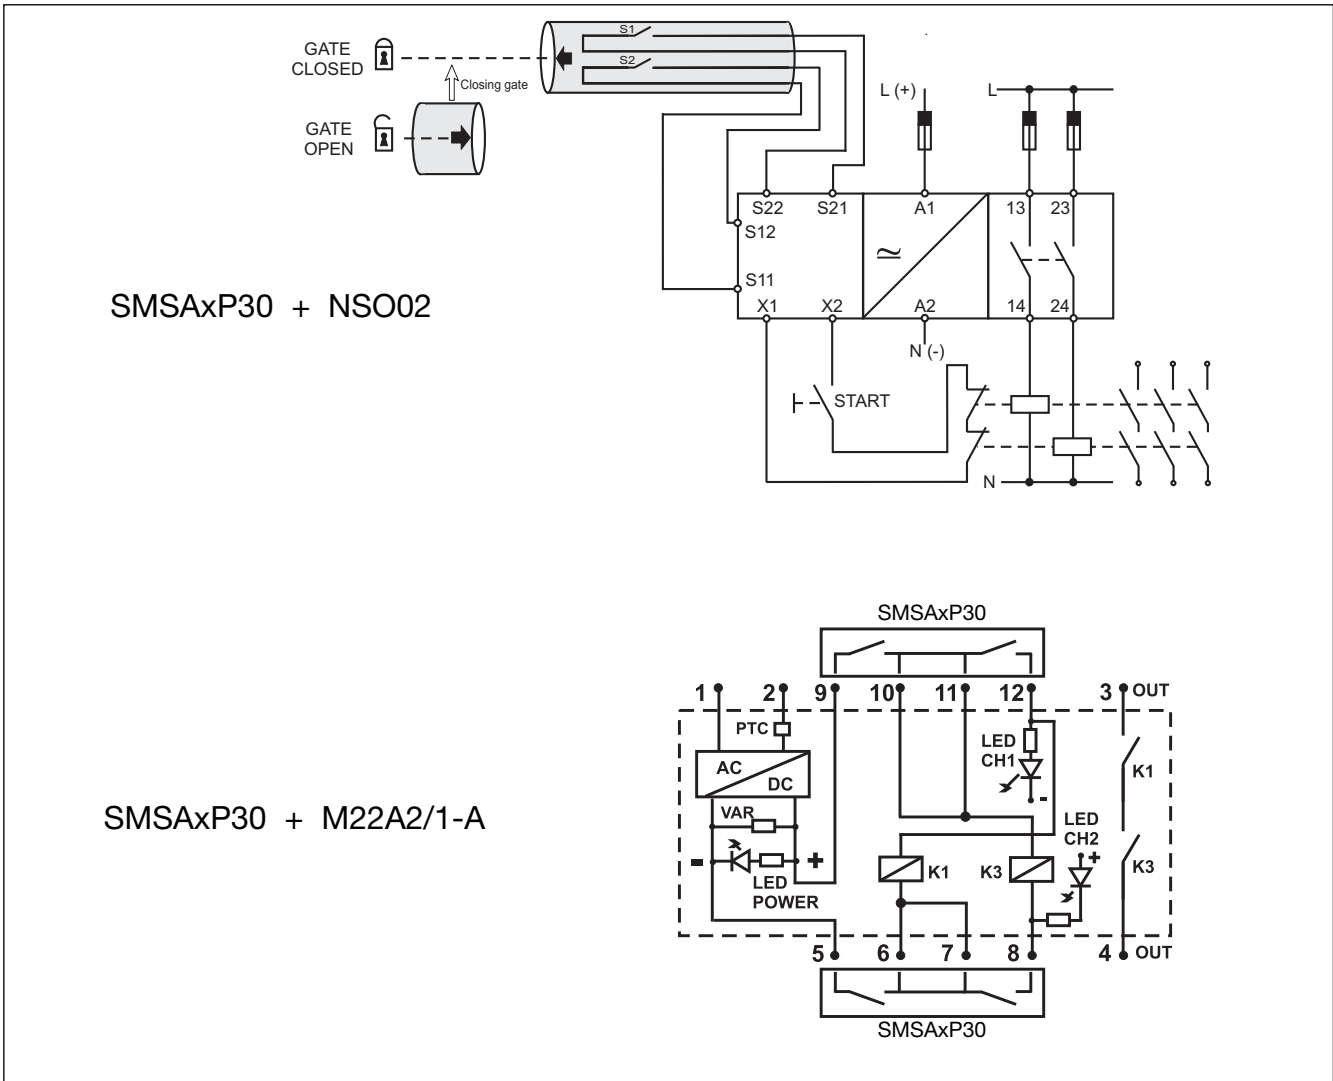 GATE
CLOSED
S1
S2
Closing gate
GATE
OPEN
L (+)
L
S22 S21 A1 13 23
S12
≃
S11
X1 X2 A2 14 24
N (-)
START
N
SMSAxP30 + NSO02
SMSAxP30
1 2 9 10 11 12 3 OUT
PTC
LED
CH1
AC
DC
K1
-
VAR
LED
CH2
- +
+
LED
POWER
K1 K3
K3
5 6 7 8 4 OUT
SMSAxP30
SMSAxP30 + M22A2/1-A